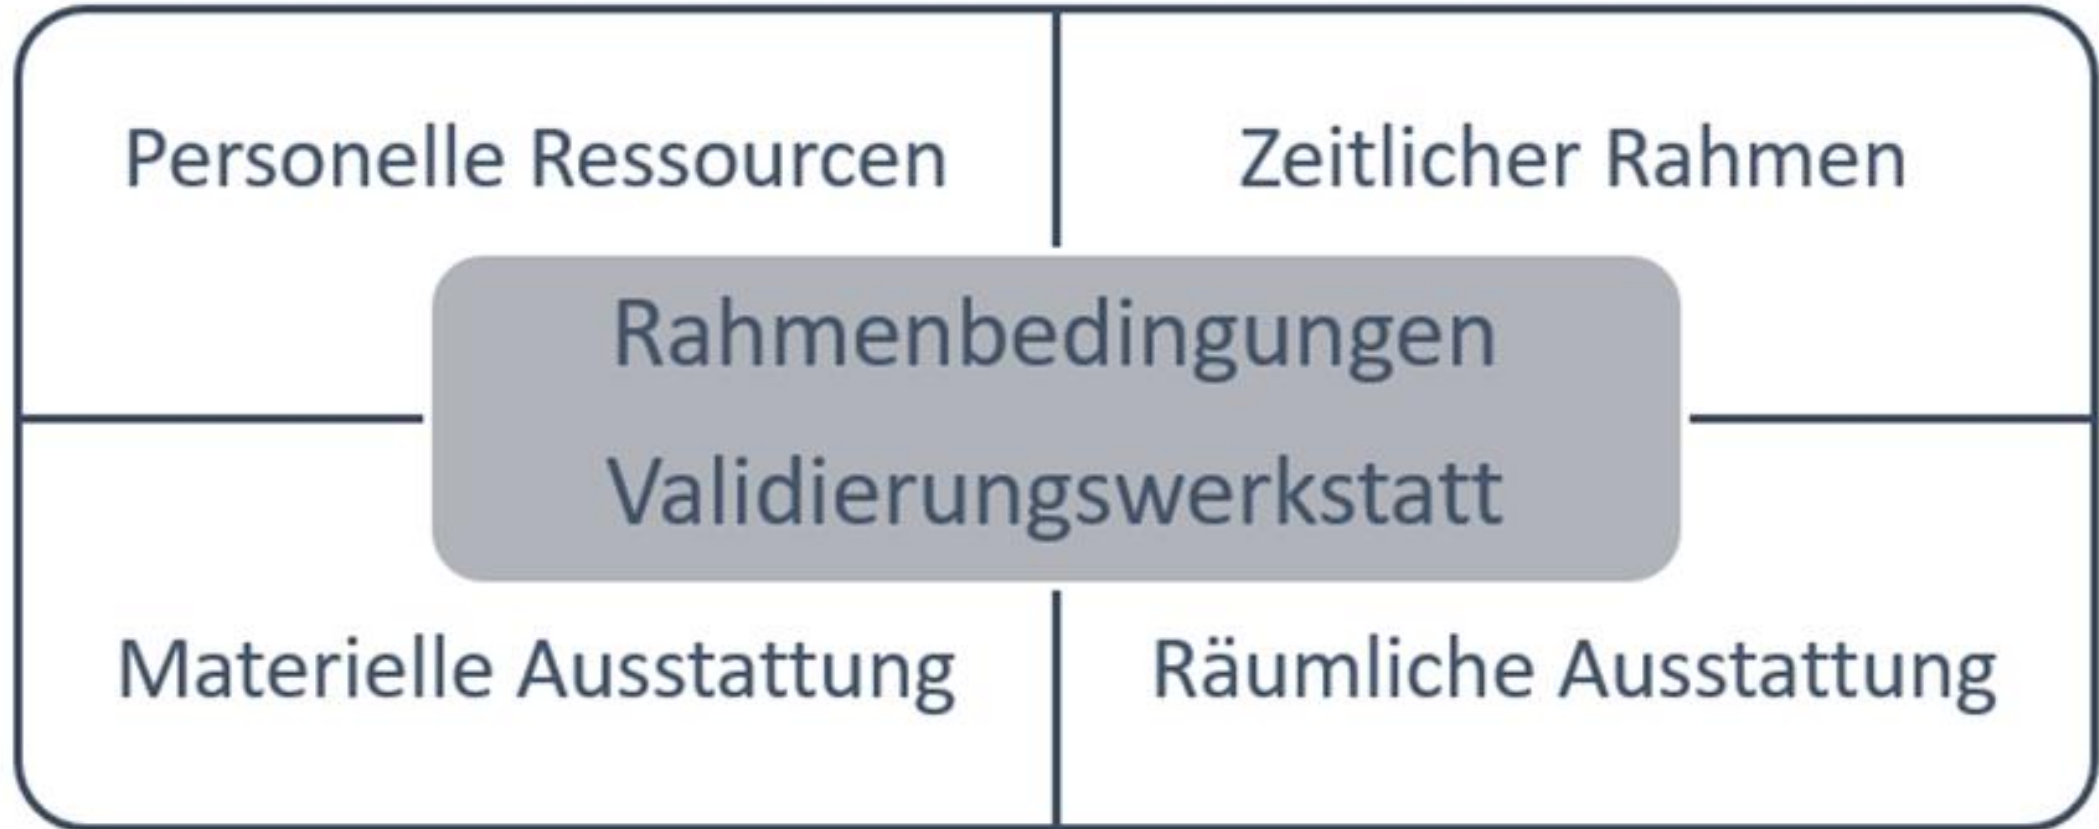 Personelle Ressourcen
Zeitlicher Rahmen
Rahmenbedingungen
Validierungswerkstatt
Materielle Ausstattung
Räumliche Ausstattung